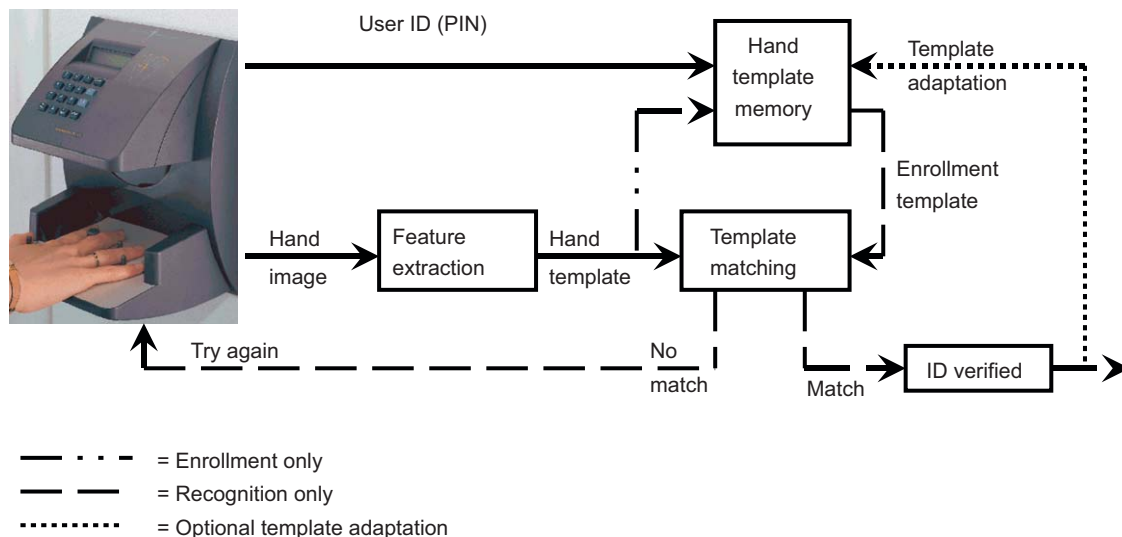 User ID (PIN)
Hand
template
memory
Template
adaptation
Enrollment
template
Hand
image
Feature
extraction
Hand
template
Template
matching
Try again
No
match
Match
ID verified
= Enrollment only
= Recognition only
= Optional template adaptation